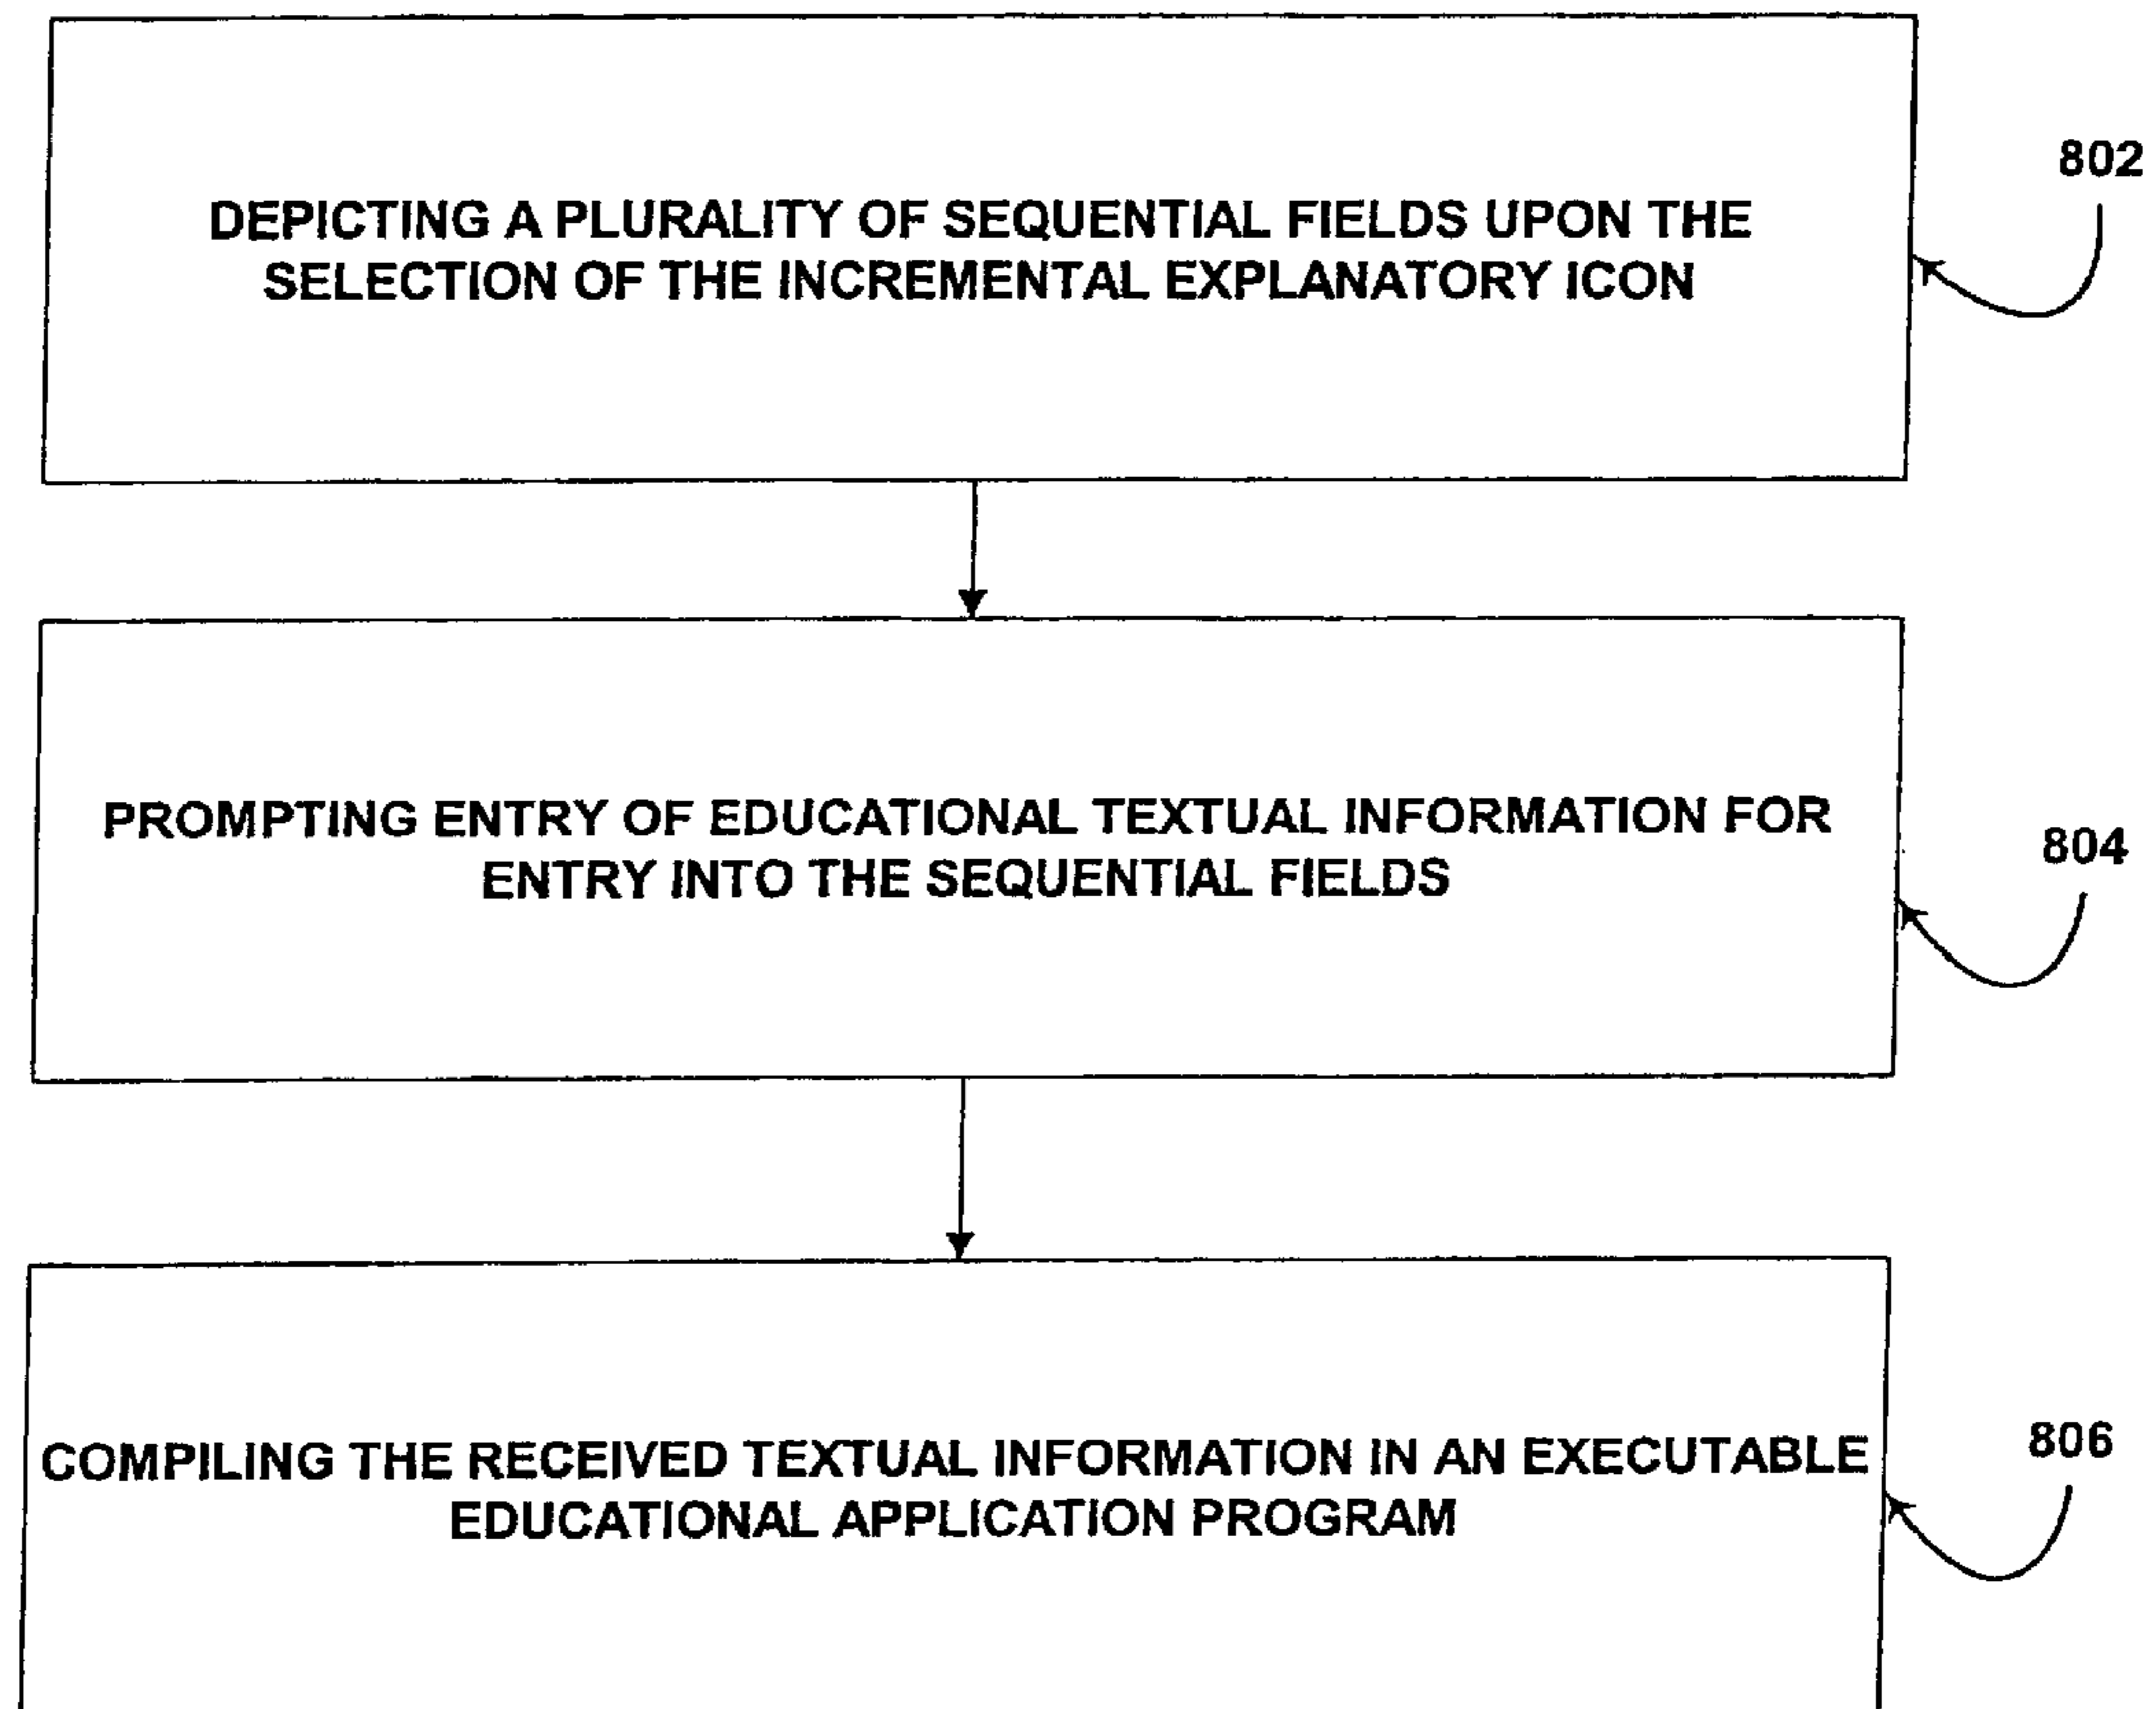 DEPICTING A PLURALITY OF SEQUENTIAL FIELDS UPON THE
SELECTION OF THE INCREMENTAL EXPLANATORY ICON
802
PROMPTING ENTRY OF EDUCATIONAL TEXTUAL INFORMATION FOR
ENTRY INTO THE SEQUENTIAL FIELDS
804
COMPILING THE RECEIVED TEXTUAL INFORMATION IN AN EXECUTABLE
EDUCATIONAL APPLICATION PROGRAM
806